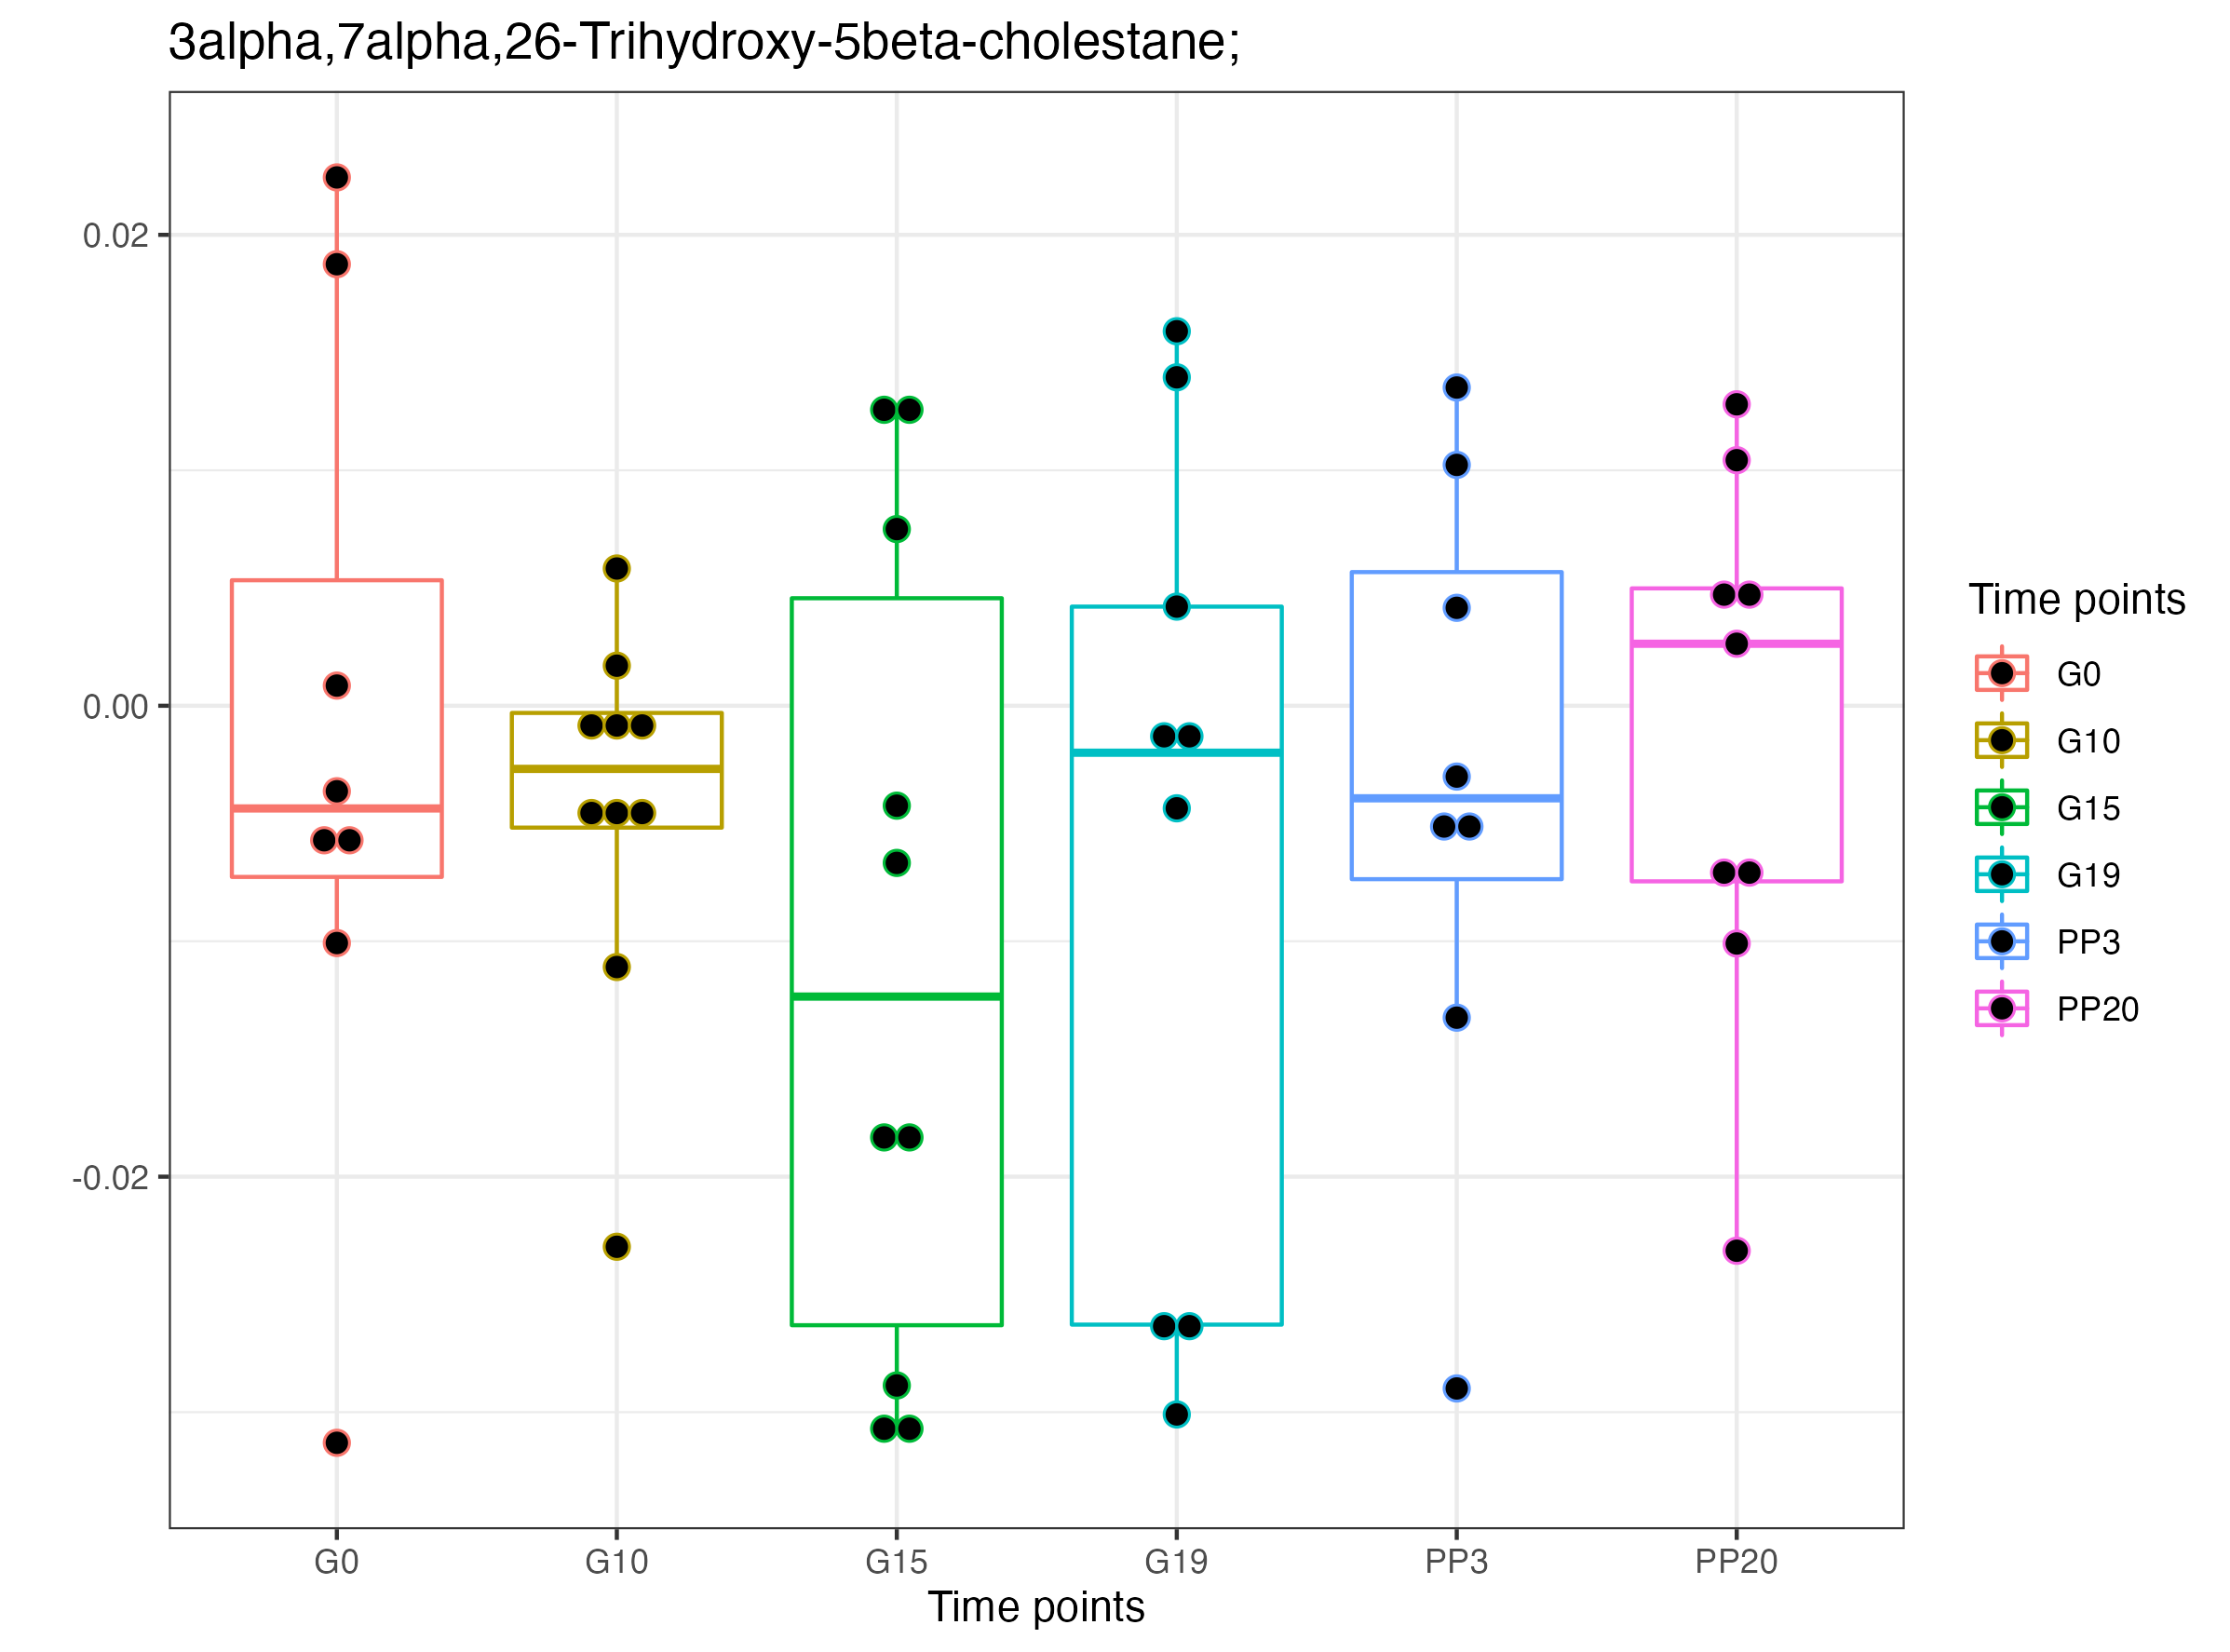 3alpha,7alpha,26-Trihydroxy-5beta-cholestane;
0.02
0.00
-0.02
G0
G10
G15
G19
PP3
PP20
Time points
Time points
G0
G10
G15
G19
PP3
PP20